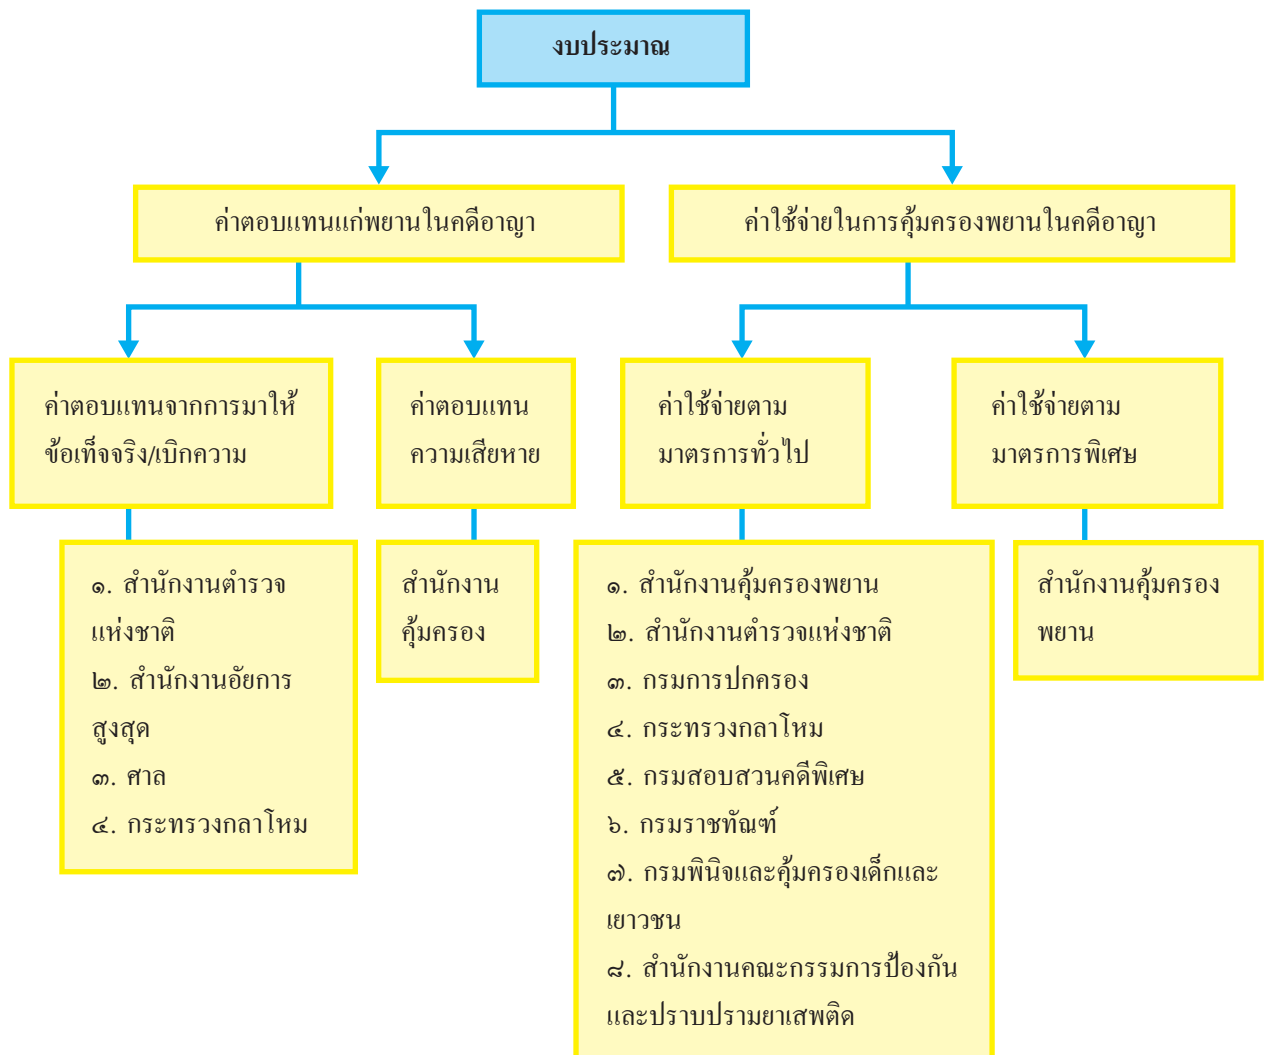 งบประมาณ
ค่าตอบแทนแก่พยานในคดีอาญา
ค่าใช้จ่ายในการคุ้มครองพยานในคดีอาญา
ค่าตอบแทนจากการมาให้
ข้อเท็จจริง/เบิกความ
ค่าตอบแทน
ความเสียหาย
ค่าใช้จ่ายตาม
มาตรการทั่วไป
ค่าใช้จ่ายตาม
มาตรการพิเศษ
๑. สำนักงานตำรวจ
แห่งชาติ
๒. สำนักงานอัยการ
สูงสุด
๓. ศาล
๔. กระทรวงกลาโหม
สำนักงาน
คุ้มครอง
๑. สำนักงานคุ้มครองพยาน
๒. สำนักงานตำรวจแห่งชาติ
๓. กรมการปกครอง
๔. กระทรวงกลาโหม
๕. กรมสอบสวนคดีพิเศษ
๖. กรมราชทัณฑ์
๗. กรมพินิจและคุ้มครองเด็กและ
เยาวชน
๘. สำนักงานคณะกรรมการป้องกัน
และปราบปรามยาเสพติด
สำนักงานคุ้มครอง
พยาน